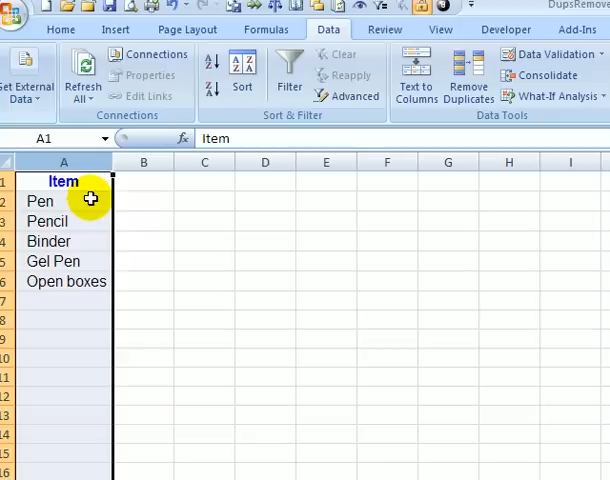 DupsRemove
Home Insert Page Layout Formulas Data Review View Developer Add-Ins
Get External Data
Refresh All
Connections
Properties
Edit Links
Connections
Sort
Filter
Clear
Reapply
Advanced
Sort & Filter
Text to Columns
Remove Duplicates
Data Validation
Consolidate
What-If Analysis
Data Tools
A1 fx Item
A B C D E F G H I
1 Item
2 Pen
3 Pencil
4 Binder
5 Gel Pen
6 Open boxes
7
8
9
10
11
12
13
14
15
16